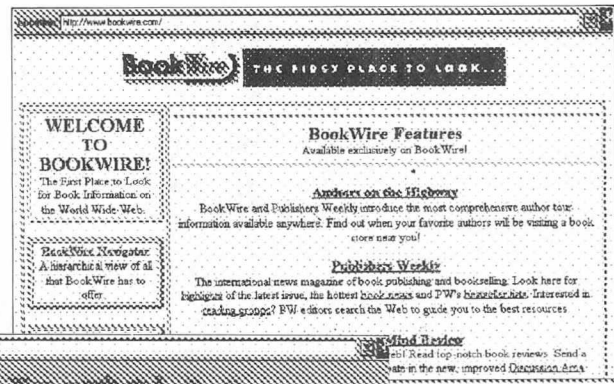 http://www.bookwire.com/
BookWire
THE FIRST PLACE TO LOOK...
WELCOME
TO
BOOKWIRE!
The First Place to Look
for Book Information on
the World Wide Web.
BookWire Navigator
A hierarchical view of all
that BookWire has to
offer
BookWire Features
Available exclusively on BookWire!
Authors on the Highway
BookWire and Publishers Weekly introduce the most comprehensive author tour
information available anywhere. Find out when your favorite authors will be visiting a book
store near you!
Publishers Weekly
The international news magazine of book publishing and bookselling. Look here for
highlights of the latest issue, the hottest book news and PW's bestseller lists. Interested in
reading groups? PW editors search the Web to guide you to the best resources
Mind Review
Read top-notch book reviews. Send a
in the new, improved Discussion Area